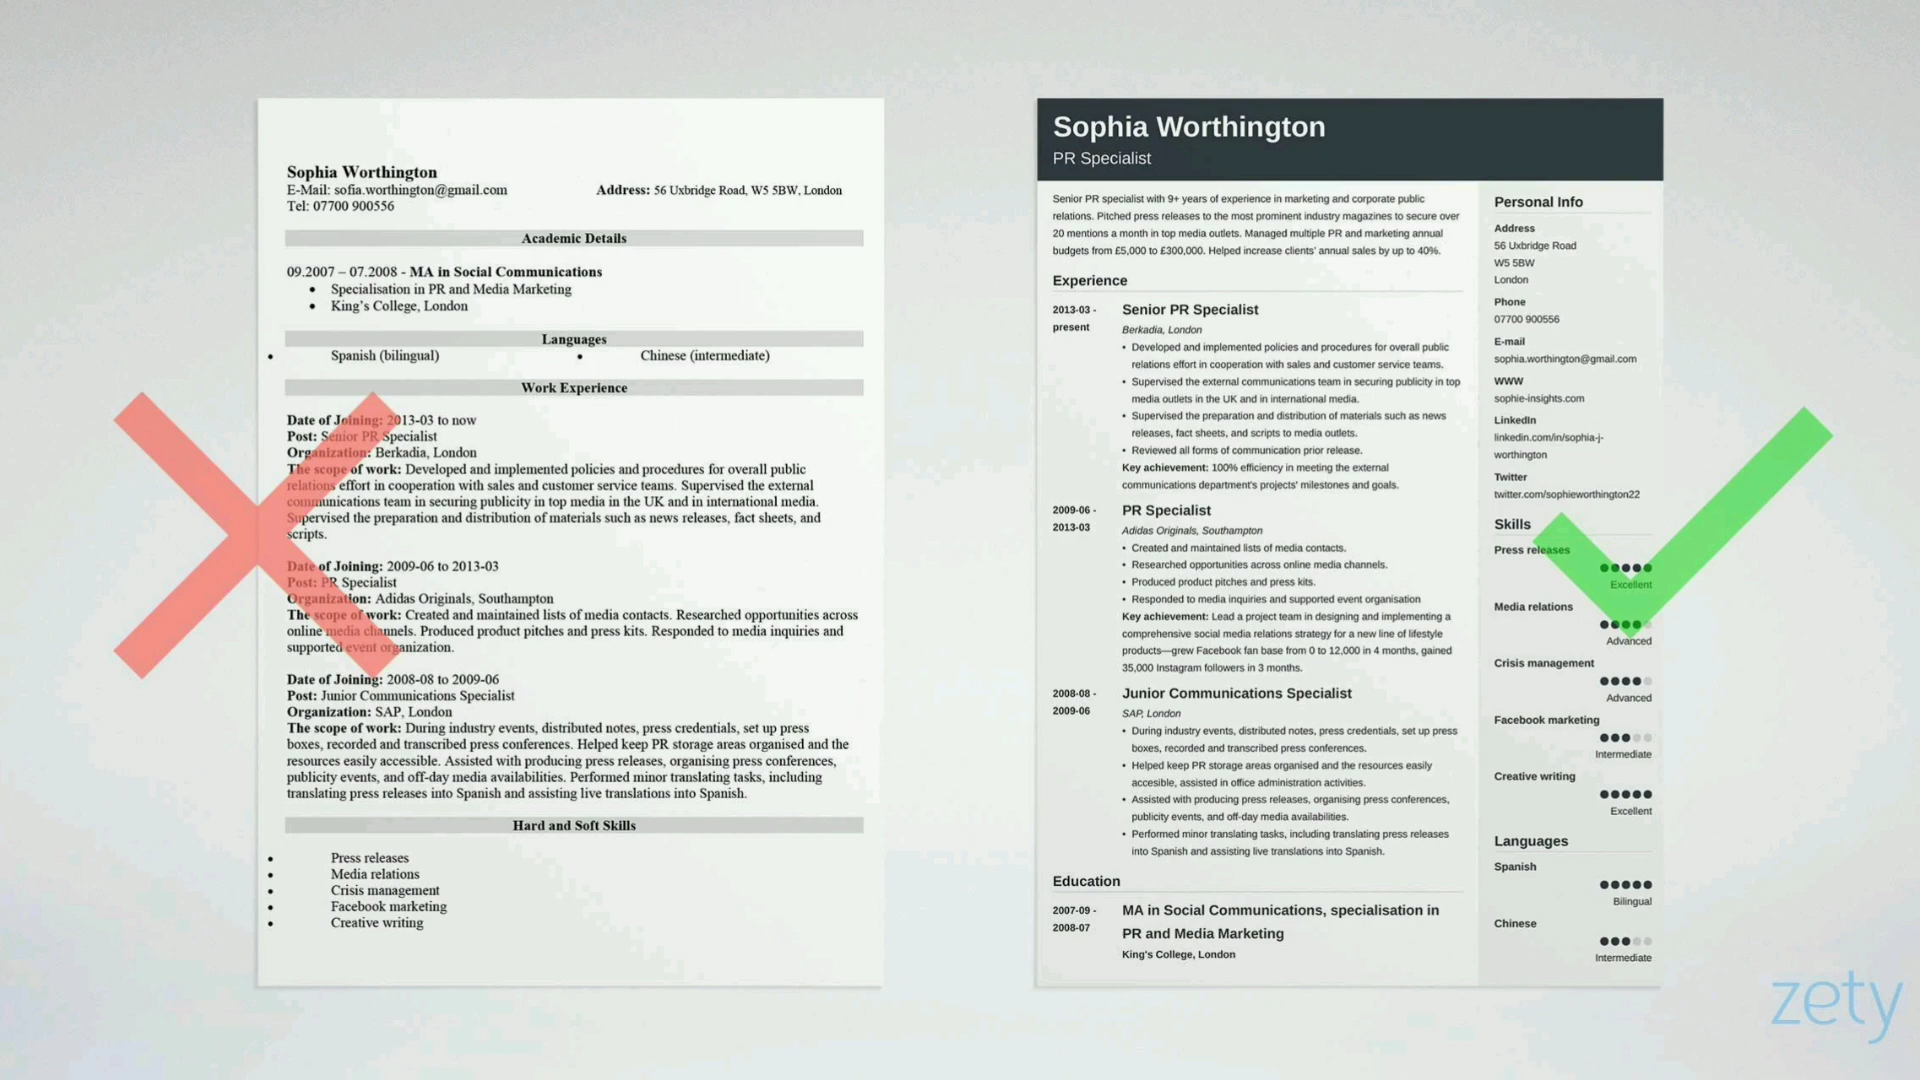 Sophia Worthington
E-Mail: sofia.worthington@gmail.com
Address: 56 Uxbridge Road, W5 5BW, London
Tel: 07700 900556
Academic Details
09.2007 – 07.2008 - MA in Social Communications
• Specialisation in PR and Media Marketing
• King's College, London
Languages
• Spanish (bilingual) • Chinese (intermediate)
Work Experience
Date of Joining: 2013-03 to now
Post: Senior PR Specialist
Organization: Berkadia, London
The scope of work: Developed and implemented policies and procedures for overall public
relations effort in cooperation with sales and customer service teams. Supervised the external
communications team in securing publicity in top media in the UK and in international media.
Supervised the preparation and distribution of materials such as news releases, fact sheets, and
scripts.
Date of Joining: 2009-06 to 2013-03
Post: PR Specialist
Organization: Adidas Originals, Southampton
The scope of work: Created and maintained lists of media contacts. Researched opportunities across
online media channels. Produced product pitches and press kits. Responded to media inquiries and
supported event organization.
Date of Joining: 2008-08 to 2009-06
Post: Junior Communications Specialist
Organization: SAP, London
The scope of work: During industry events, distributed notes, press credentials, set up press
boxes, recorded and transcribed press conferences. Helped keep PR storage areas organised and the
resources easily accessible. Assisted with producing press releases, organising press conferences,
publicity events, and off-day media availabilities. Performed minor translating tasks, including
translating press releases into Spanish and assisting live translations into Spanish.
Hard and Soft Skills
• Press releases
• Media relations
• Crisis management
• Facebook marketing
• Creative writing
Sophia Worthington
PR Specialist
Senior PR specialist with 9+ years of experience in marketing and corporate public
relations. Pitched press releases to the most prominent industry magazines to secure over
20 mentions a month in top media outlets. Managed multiple PR and marketing annual
budgets from £5,000 to £300,000. Helped increase clients' annual sales by up to 40%.
Experience
2013-03 -
present
Senior PR Specialist
Berkadia, London
• Developed and implemented policies and procedures for overall public
relations effort in cooperation with sales and customer service teams.
• Supervised the external communications team in securing publicity in top
media outlets in the UK and in international media.
• Supervised the preparation and distribution of materials such as news
releases, fact sheets, and scripts to media outlets.
• Reviewed all forms of communication prior release.
Key achievement: 100% efficiency in meeting the external
communications department's projects' milestones and goals.
2009-06 -
2013-03
PR Specialist
Adidas Originals, Southampton
• Created and maintained lists of media contacts.
• Researched opportunities across online media channels.
• Produced product pitches and press kits.
• Responded to media inquiries and supported event organisation
Key achievement: Lead a project team in designing and implementing a
comprehensive social media relations strategy for a new line of lifestyle
products—grew Facebook fan base from 0 to 12,000 in 4 months, gained
35,000 Instagram followers in 3 months.
2008-08 -
2009-06
Junior Communications Specialist
SAP, London
• During industry events, distributed notes, press credentials, set up press
boxes, recorded and transcribed press conferences.
• Helped keep PR storage areas organised and the resources easily
accesible, assisted in office administration activities.
• Assisted with producing press releases, organising press conferences,
publicity events, and off-day media availabilities.
• Performed minor translating tasks, including translating press releases
into Spanish and assisting live translations into Spanish.
Education
2007-09 -
2008-07
MA in Social Communications, specialisation in
PR and Media Marketing
King's College, London
Personal Info
Address
56 Uxbridge Road
W5 5BW
London
Phone
07700 900556
E-mail
sophia.worthington@gmail.com
WWW
sophie-insights.com
LinkedIn
linkedin.com/in/sophia-j-
worthington
Twitter
twitter.com/sophieworthington22
Skills
Press releases
Excellent
Media relations
Advanced
Crisis management
Advanced
Facebook marketing
Intermediate
Creative writing
Excellent
Languages
Spanish
Bilingual
Chinese
Intermediate
zety